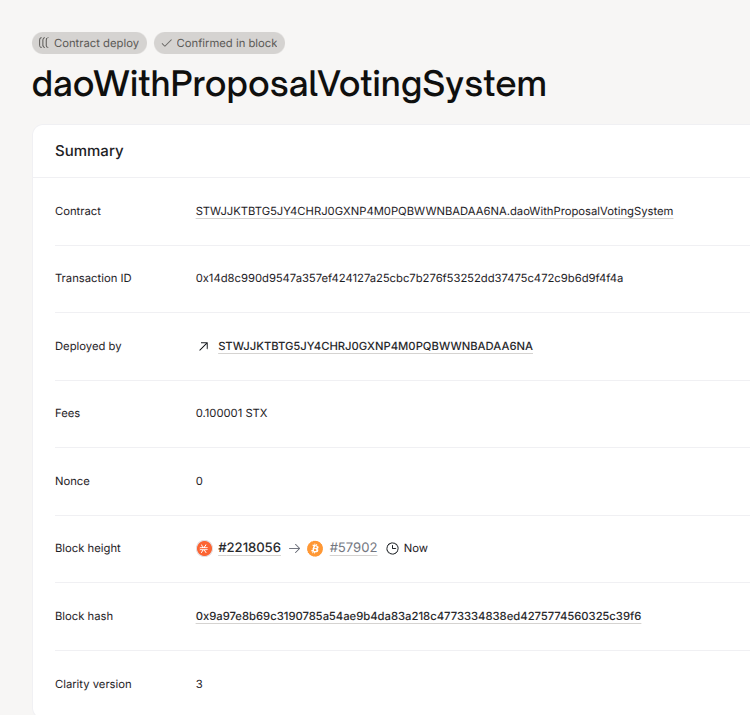 Contract deploy Confirmed in block
daoWithProposalVotingSystem
Summary
Contract STWJJKTBTG5JY4CHRJ0GXNP4M0PQBWWNBADAA6NA.daoWithProposalVotingSystem
Transaction ID 0x14d8c990d9547a357ef424127a25cbc7b276f53252dd37475c472c9b6d9f4f4a
Deployed by STWJJKTBTG5JY4CHRJ0GXNP4M0PQBWWNBADAA6NA
Fees 0.100001 STX
Nonce 0
Block height #2218056 → #57902 Now
Block hash 0x9a97e8b69c3190785a54ae9b4da83a218c4773334838ed4275774560325c39f6
Clarity version 3